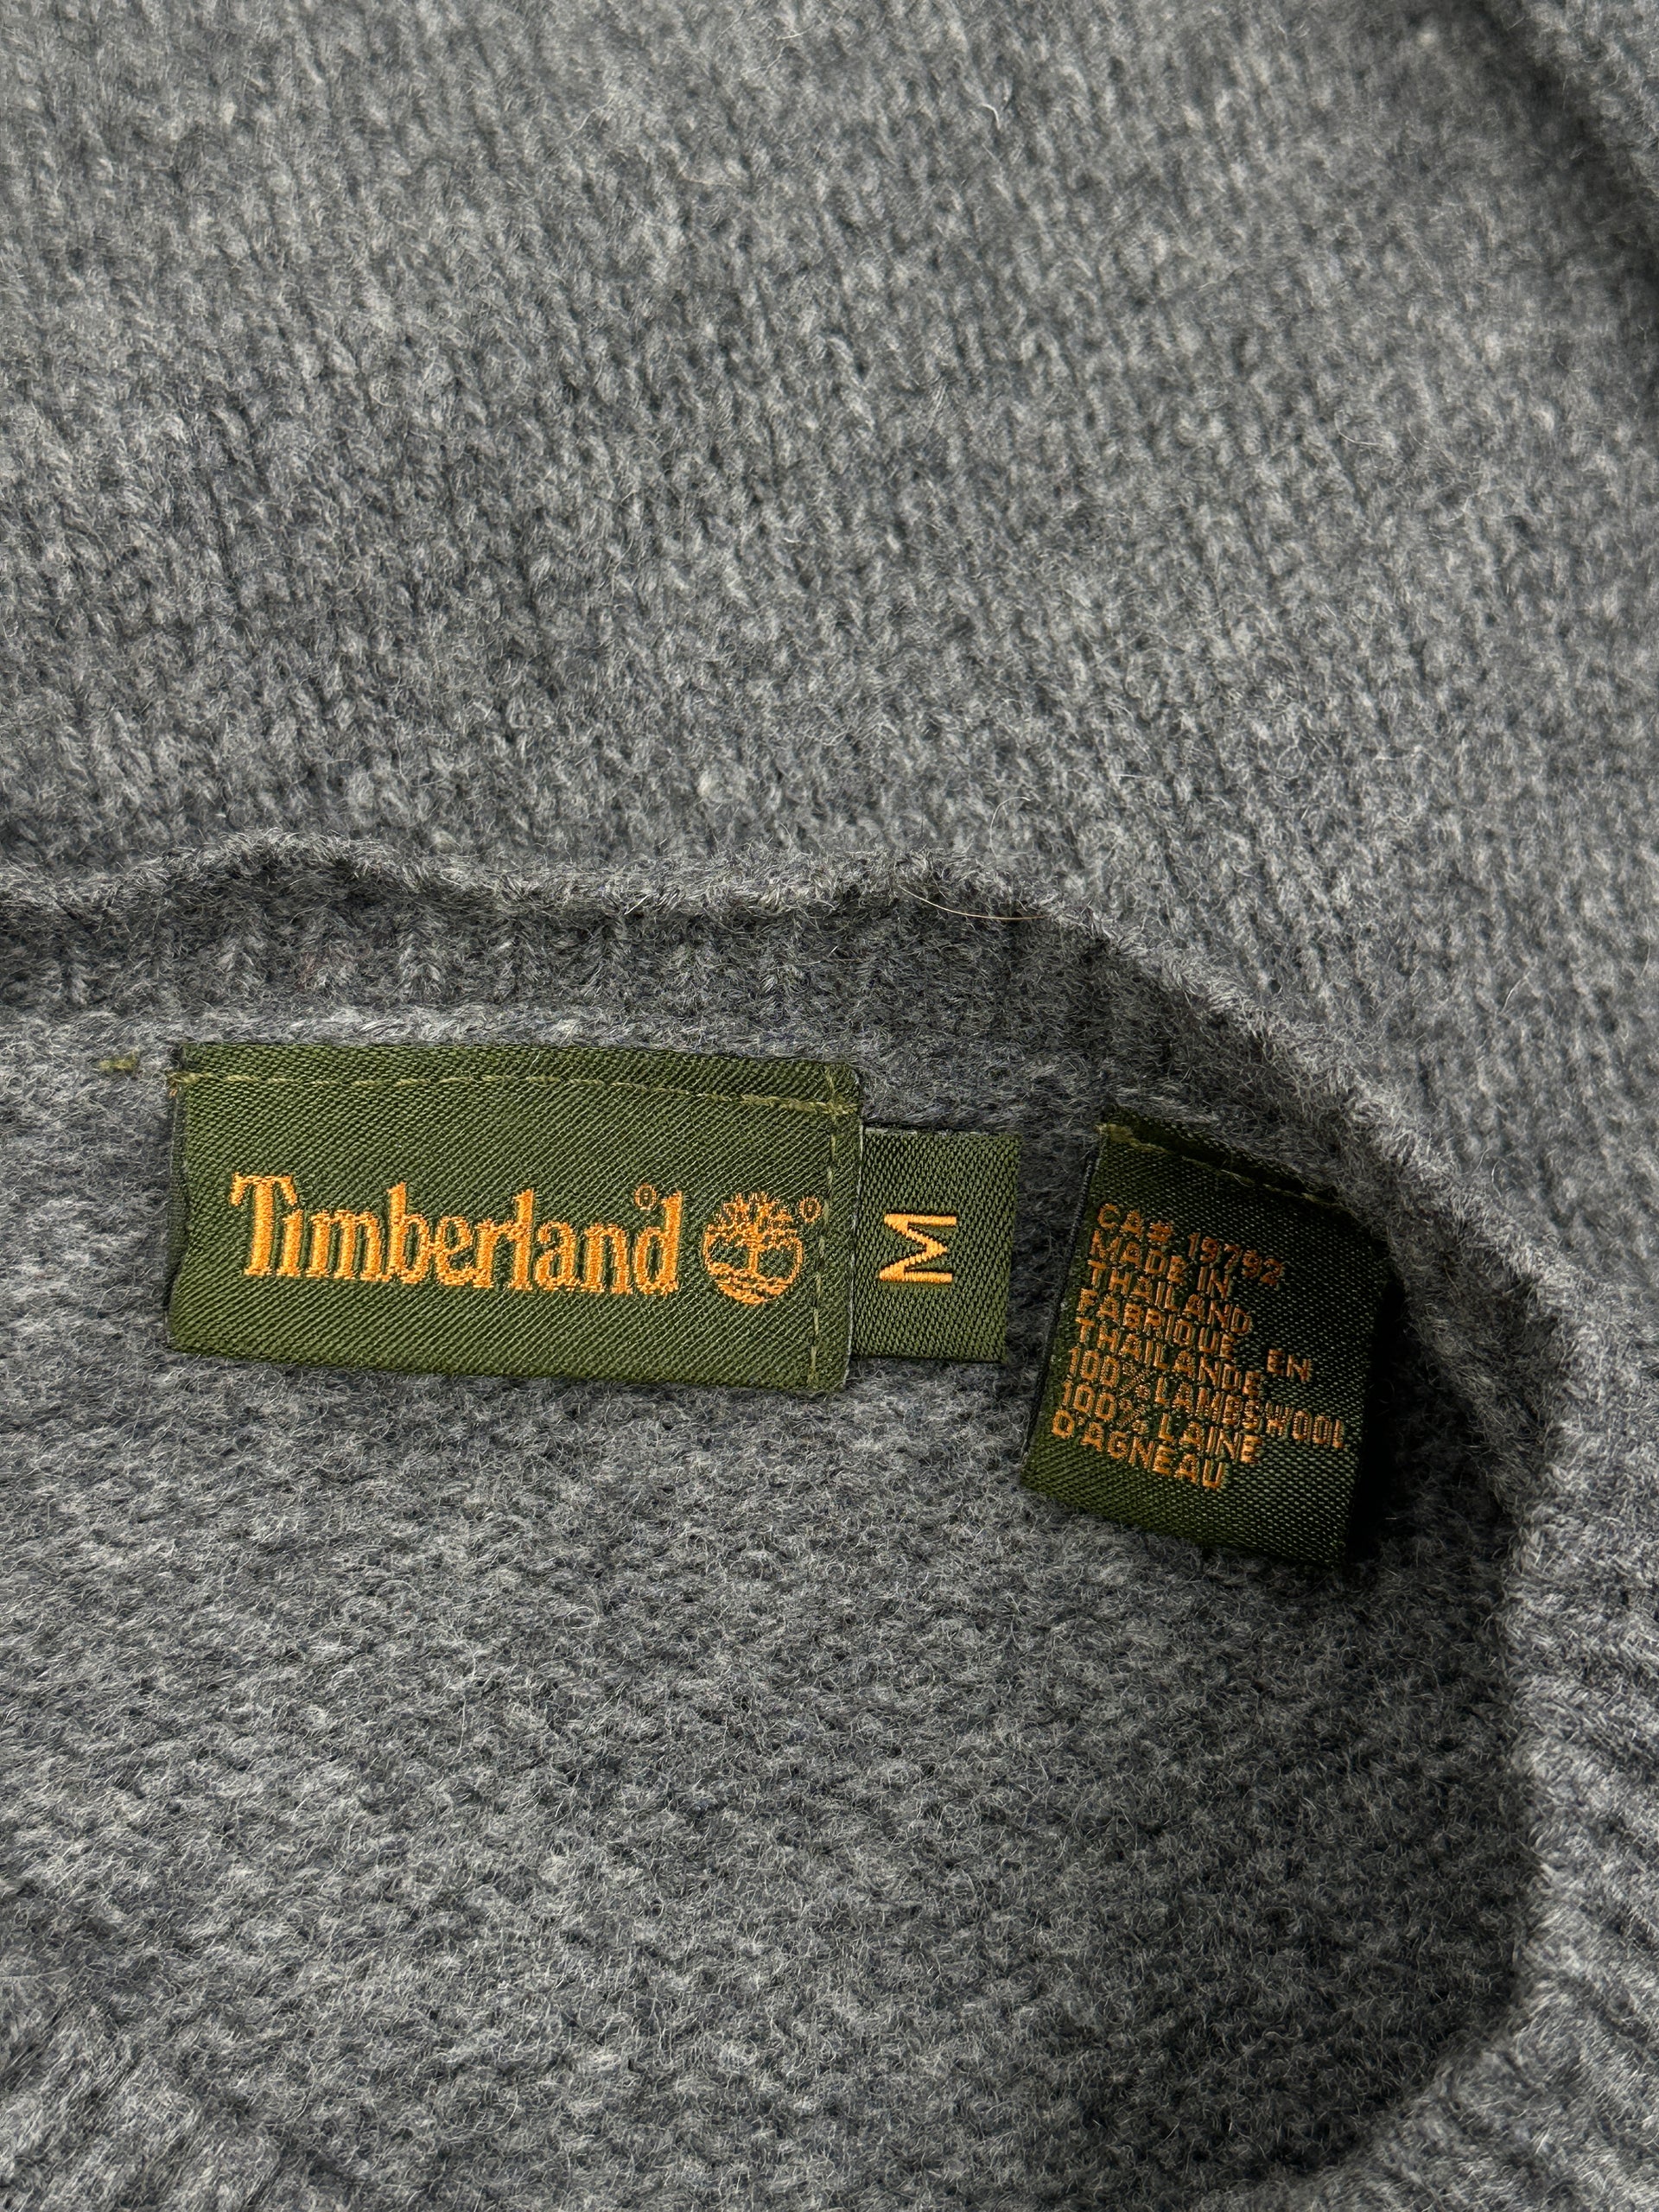 Timberland®
M
CA# 19792
MADE IN
THAILAND
FABRIQUE EN
THAILANDE
100% LAMBSWOOL
100% LAINE
D'AGNEAU